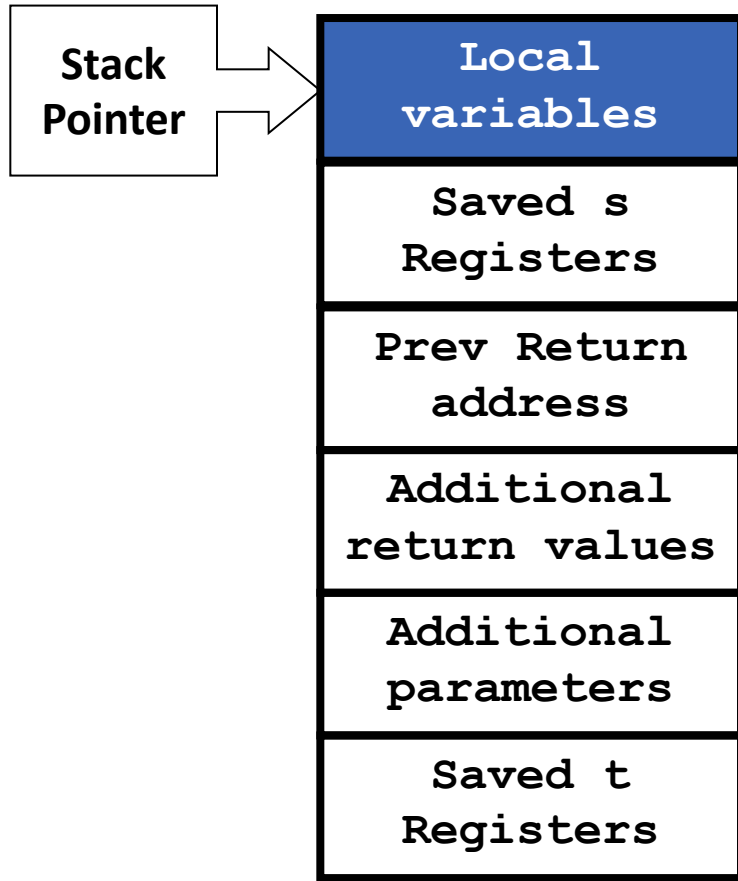 Stack
Pointer
Local
variables
Saved s
Registers
Prev Return
address
Additional
return values
Additional
parameters
Saved t
Registers